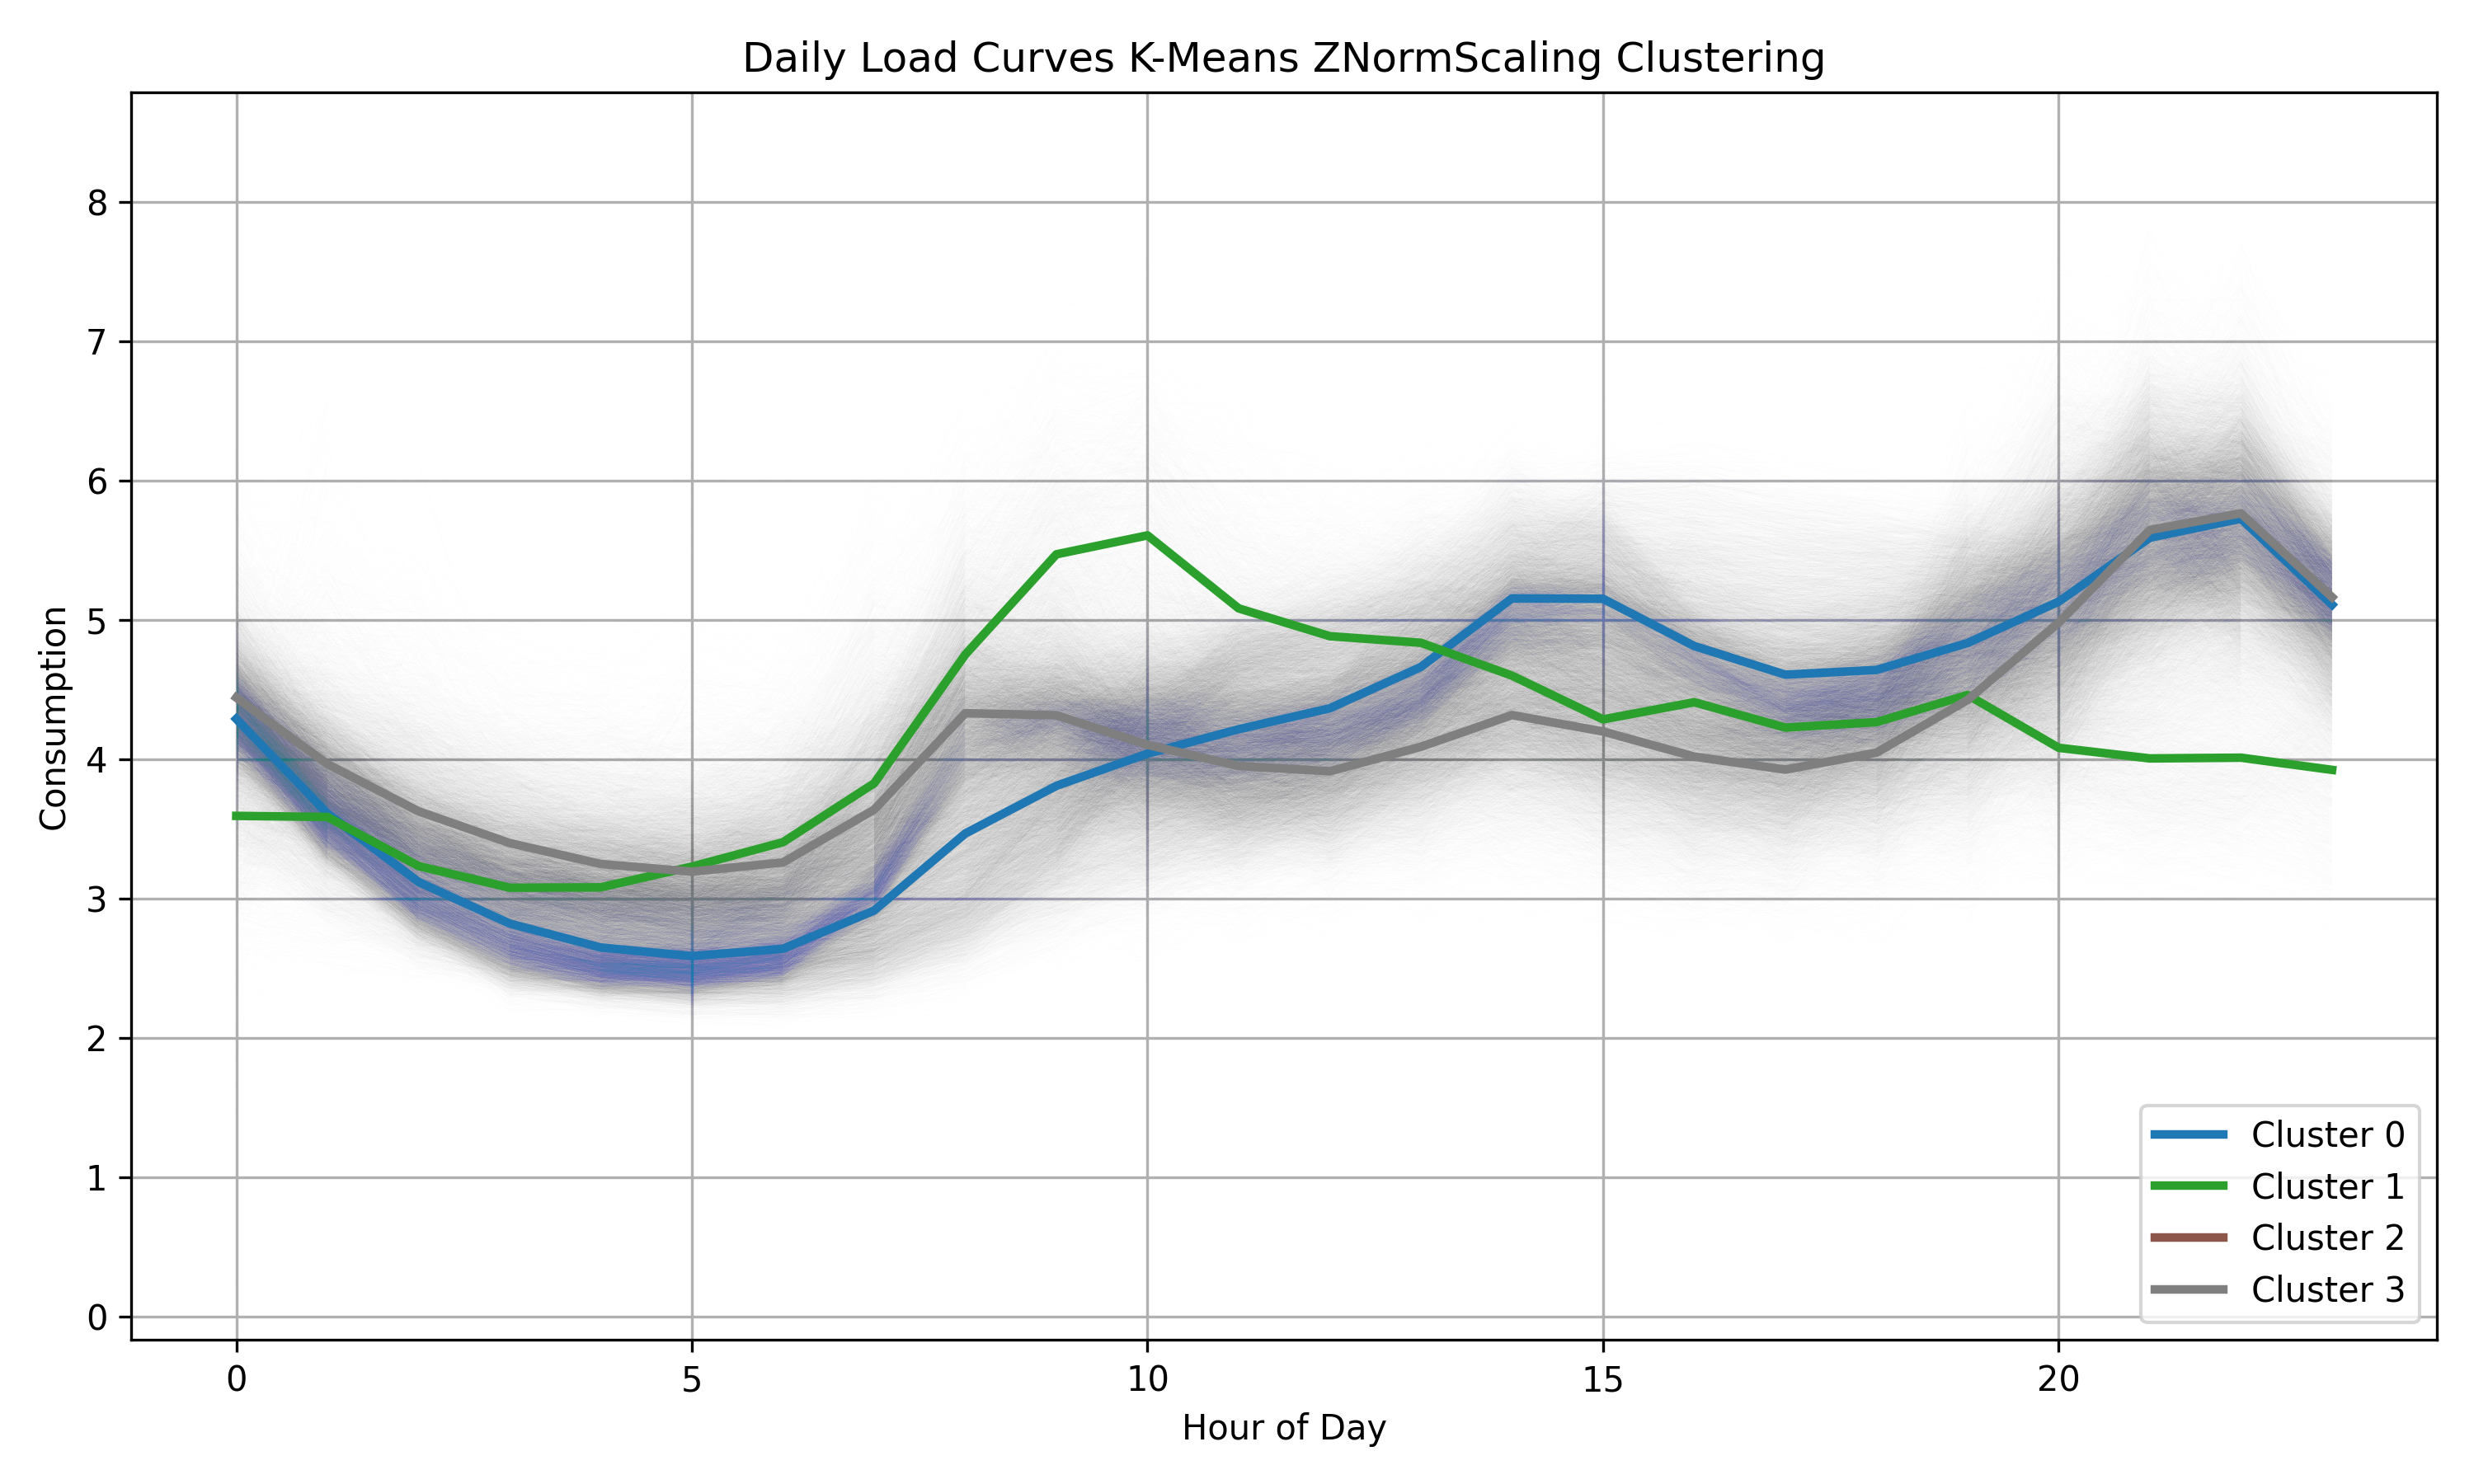 Daily Load Curves K-Means ZNormScaling Clustering
8
7
6
5
4
3
2
1
0
Consumption
0 5 10 15 20
Hour of Day
Cluster 0
Cluster 1
Cluster 2
Cluster 3